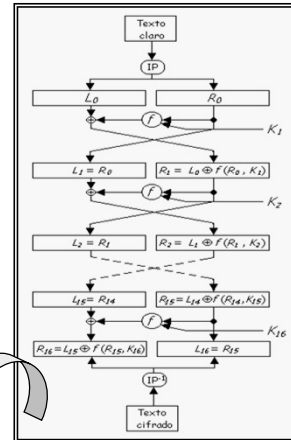 Texto
claro
IP
L₀ R₀
⊕ f
K₁
L₁ = R₀ R₁ = L₀ ⊕ f(R₀, K₁)
⊕ f
K₂
L₂ = R₁ R₂ = L₁ ⊕ f(R₁, K₂)
L₁₅ = R₁₄ R₁₅ = L₁₄ ⊕ f(R₁₄, K₁₅)
⊕ f
K₁₆
R₁₆ = L₁₅ ⊕ f(R₁₅, K₁₆) L₁₆ = R₁₅
IP⁻¹
Texto
cifrado